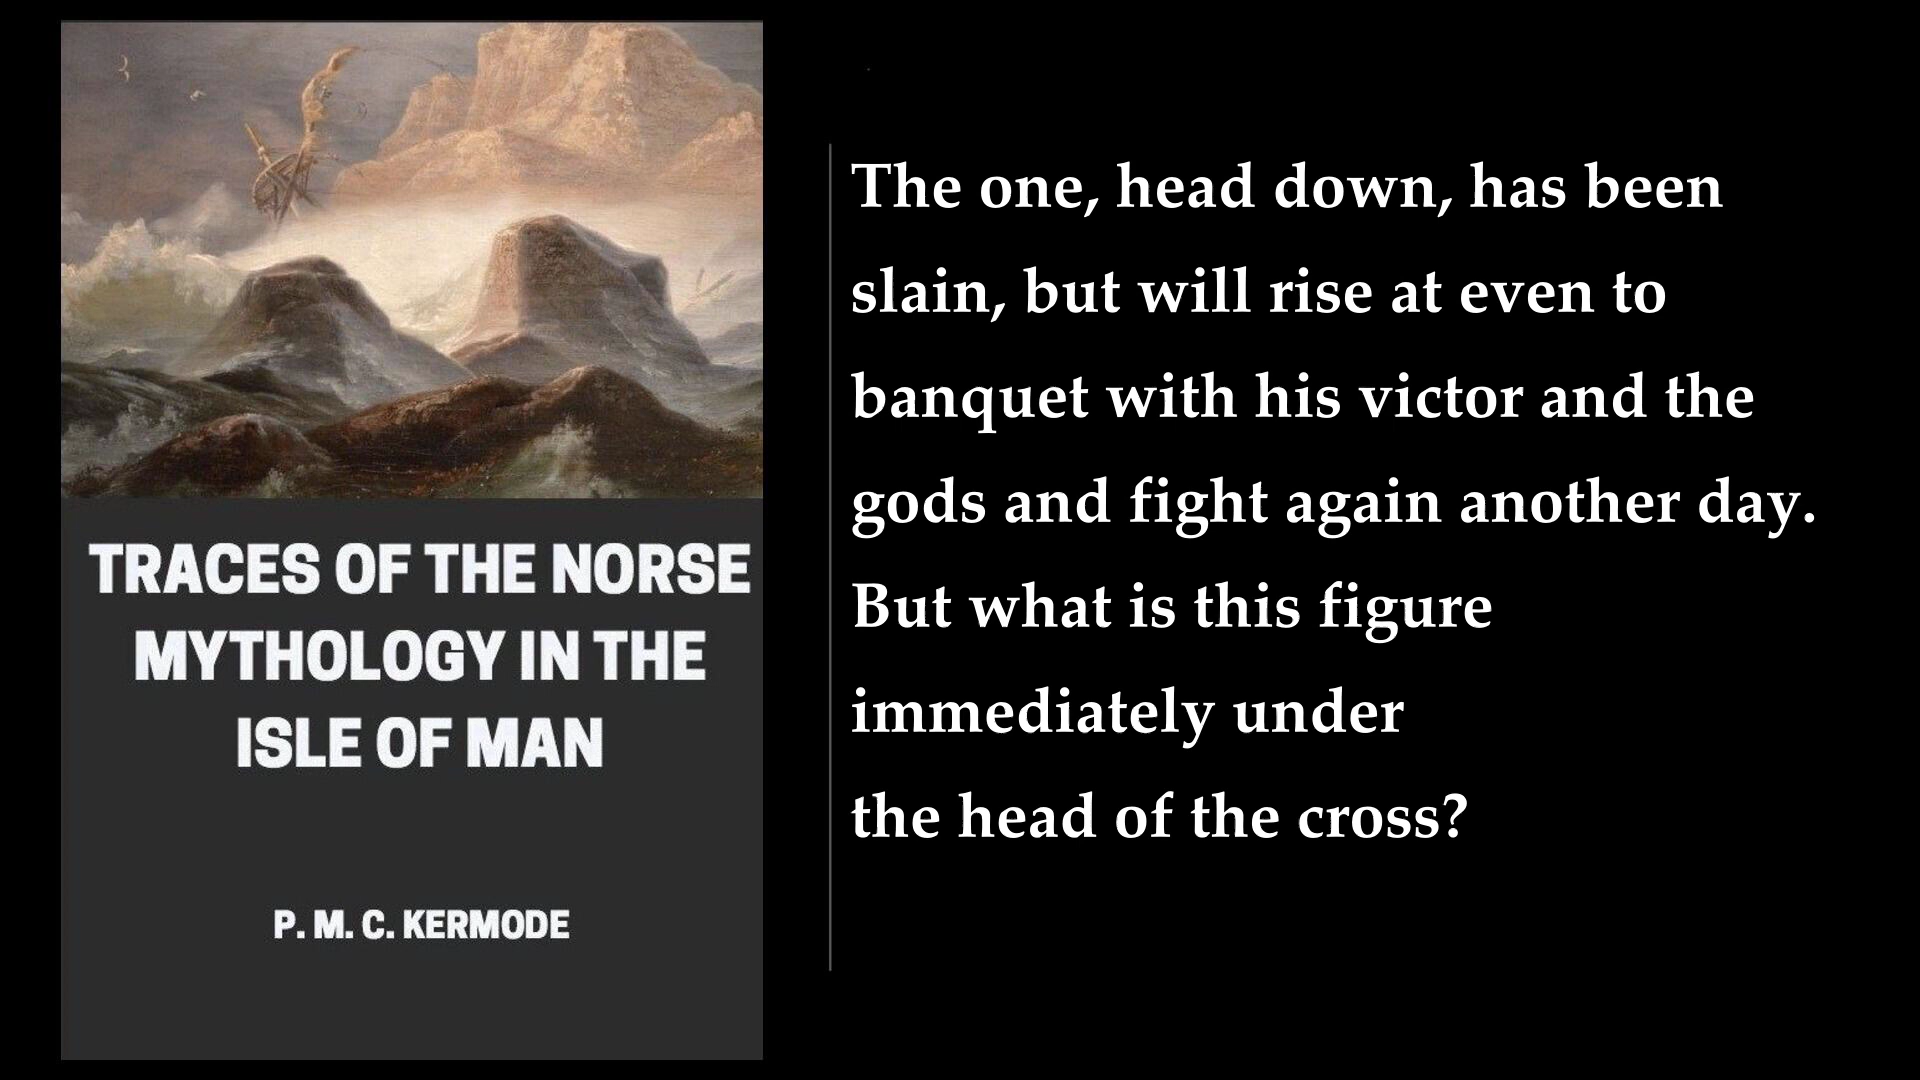 TRACES OF THE NORSE
MYTHOLOGY IN THE
ISLE OF MAN
P. M. C. KERMODE
The one, head down, has been
slain, but will rise at even to
banquet with his victor and the
gods and fight again another day.
But what is this figure
immediately under
the head of the cross?